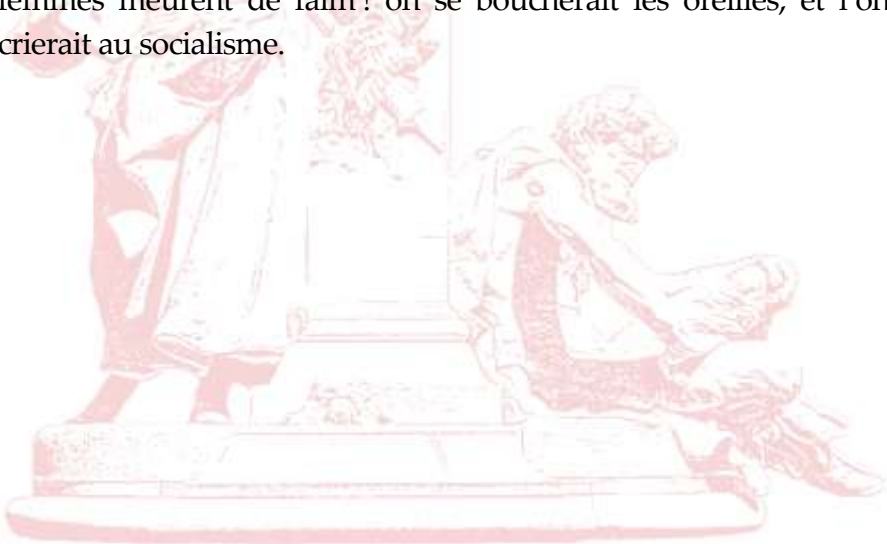 femmes meurent de faim ! on se boucherait les oreilles, et l'on
crierait au socialisme.